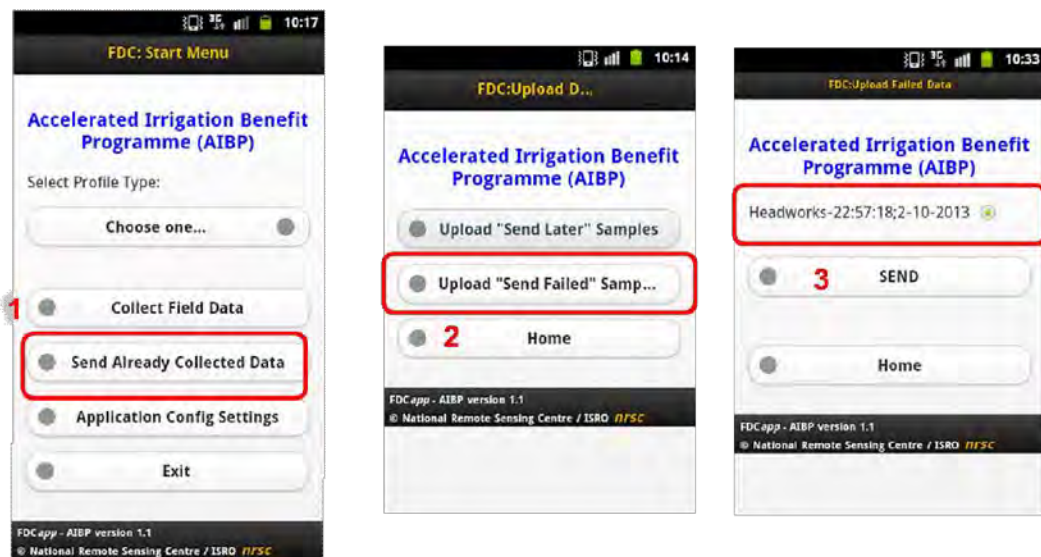 10:17
FDC: Start Menu
Accelerated Irrigation Benefit
Programme (AIBP)
Select Profile Type:
Choose one...
1
Collect Field Data
Send Already Collected Data
Application Config Settings
Exit
FDCapp - AIBP version 1.1
© National Remote Sensing Centre / ISRO nrsc
10:14
FDC:Upload D...
Accelerated Irrigation Benefit
Programme (AIBP)
Upload "Send Later" Samples
Upload "Send Failed" Samp...
2
Home
FDCapp - AIBP version 1.1
© National Remote Sensing Centre / ISRO nrsc
3G 10:33
FDC:Upload Failed Data
Accelerated Irrigation Benefit
Programme (AIBP)
Headworks-22:57:18;2-10-2013
3
SEND
Home
FDCapp - AIBP version 1.1
© National Remote Sensing Centre / ISRO nrsc